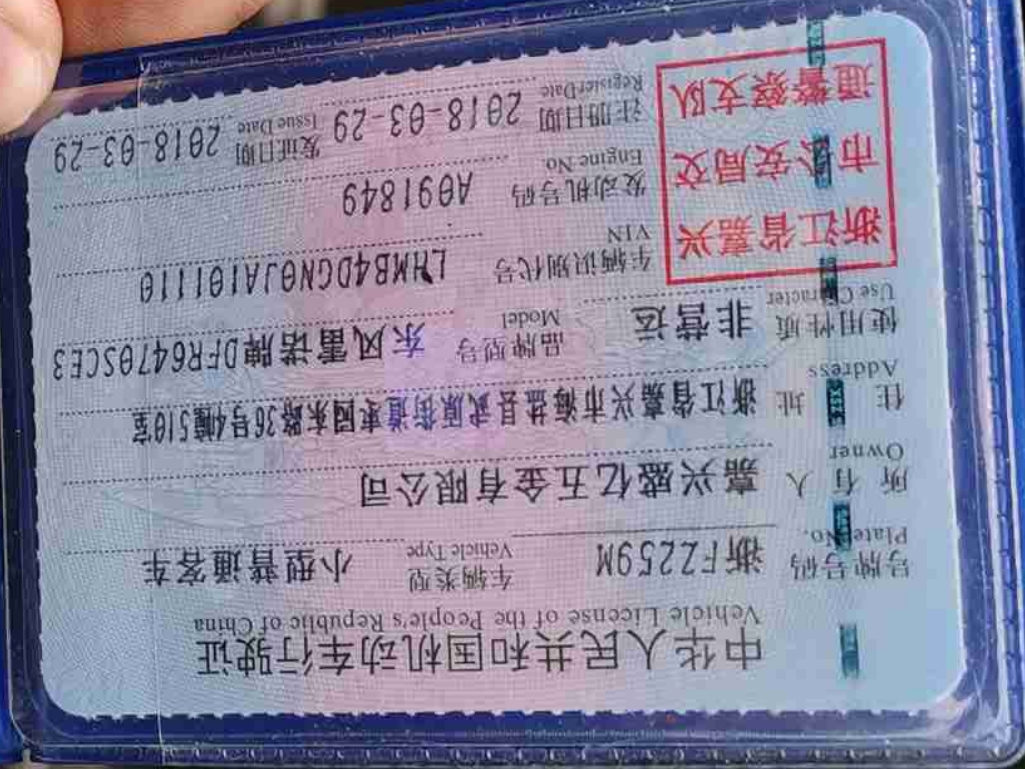 中华人民共和国机动车行驶证
Vehicle License of the People's Republic of China
号牌号码 浙FZ259M 车辆类型 小型普通客车
Plate No. Vehicle Type
所有人 嘉兴盛亿五金有限公司
Owner
住址 浙江省嘉兴市海盐县武原街道枣园东路36号4幢510室
Address
使用性质 非营运 品牌型号 东风雷诺牌DFR6470SCE3
Use Character Model
浙江省嘉兴
市公安局交
通警察支队
车辆识别代号 LHMB4DGN0JA101110
VIN
发动机号码 A091849
Engine No.
注册日期 2018-03-29 发证日期 2018-03-29
Register Date Issue Date